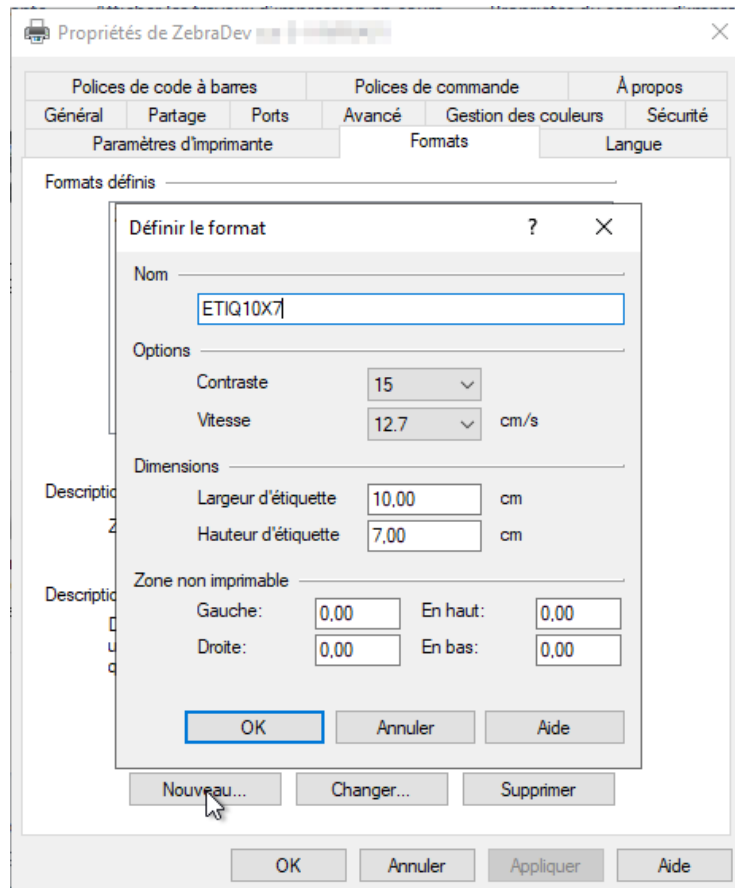 Propriétés de ZebraDev
Polices de code à barres Polices de commande À propos
Général Partage Ports Avancé Gestion des couleurs Sécurité
Paramètres d'imprimante Formats Langue
Formats définis
Définir le format ?
Nom
ETIQ10X7
Options
Contraste 15
Vitesse 12.7 cm/s
Dimensions
Largeur d'étiquette 10,00 cm
Hauteur d'étiquette 7,00 cm
Zone non imprimable
Gauche: 0,00 En haut: 0,00
Droite: 0,00 En bas: 0,00
OK Annuler Aide
Nouveau... Changer... Supprimer
OK Annuler Appliquer Aide